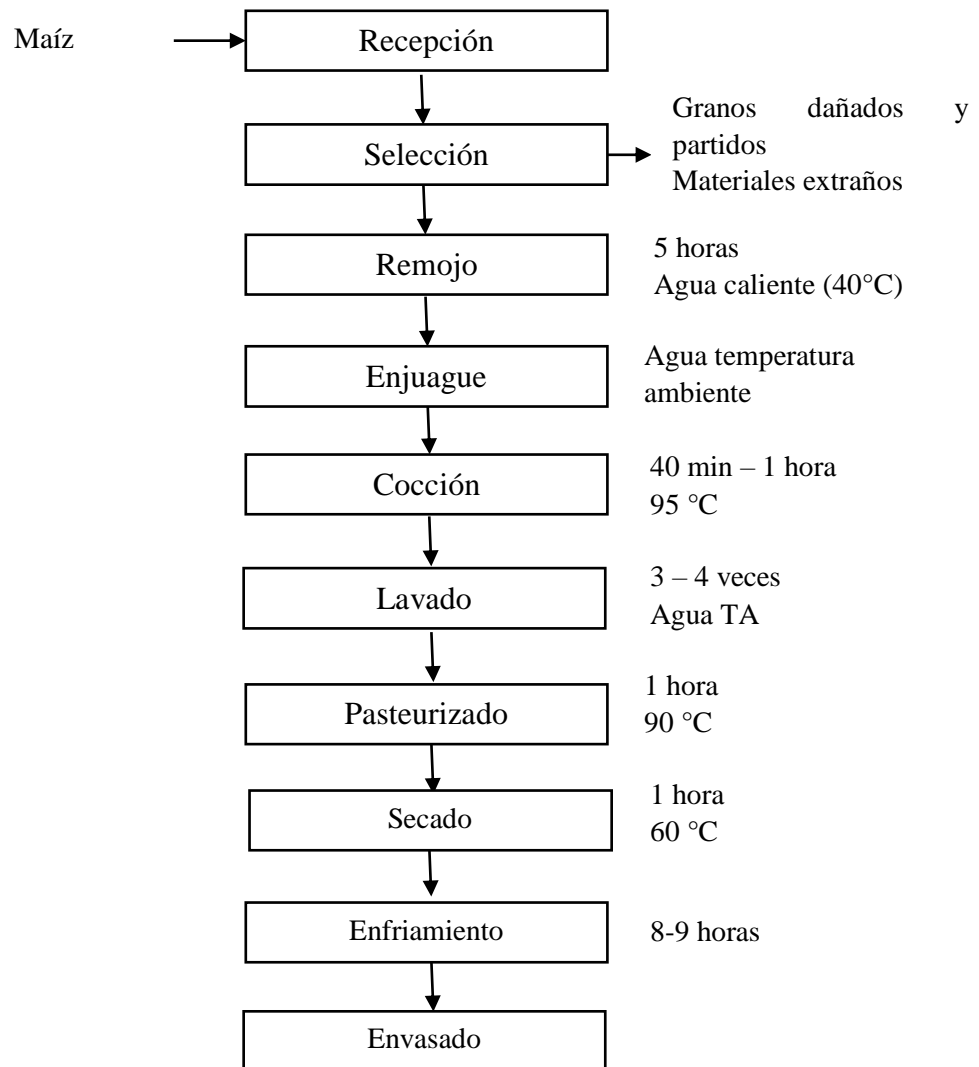 Maíz
Recepción
Selección
Granos dañados y
partidos
Materiales extraños
Remojo
5 horas
Agua caliente (40°C)
Enjuague
Agua temperatura
ambiente
Cocción
40 min – 1 hora
95 °C
Lavado
3 – 4 veces
Agua TA
Pasteurizado
1 hora
90 °C
Secado
1 hora
60 °C
Enfriamiento
8-9 horas
Envasado